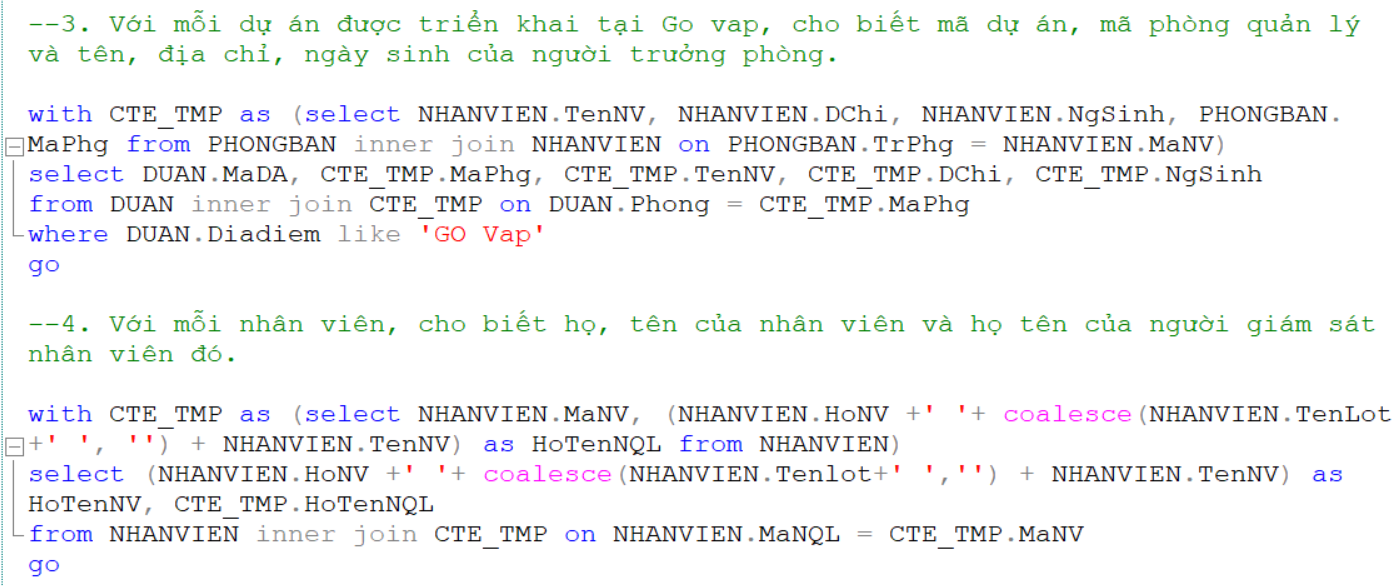 --3. Với mỗi dự án được triển khai tại Go vap, cho biết mã dự án, mã phòng quản lý
và tên, địa chỉ, ngày sinh của người trưởng phòng.
with CTE_TMP as (select NHANVIEN.TenNV, NHANVIEN.DChi, NHANVIEN.NgSinh, PHONGBAN.
MaPhg from PHONGBAN inner join NHANVIEN on PHONGBAN.TrPhg = NHANVIEN.MaNV)
select DUAN.MaDA, CTE_TMP.MaPhg, CTE_TMP.TenNV, CTE_TMP.DChi, CTE_TMP.NgSinh
from DUAN inner join CTE_TMP on DUAN.Phong = CTE_TMP.MaPhg
where DUAN.Diadiem like 'GO Vap'
go
--4. Với mỗi nhân viên, cho biết họ, tên của nhân viên và họ tên của người giám sát
nhân viên đó.
with CTE_TMP as (select NHANVIEN.MaNV, (NHANVIEN.HoNV +' '+ coalesce(NHANVIEN.TenLot
+' ', '') + NHANVIEN.TenNV) as HoTenNQL from NHANVIEN)
select (NHANVIEN.HoNV +' '+ coalesce(NHANVIEN.Tenlot+' ','') + NHANVIEN.TenNV) as
HoTenNV, CTE_TMP.HoTenNQL
from NHANVIEN inner join CTE_TMP on NHANVIEN.MaNQL = CTE_TMP.MaNV
go